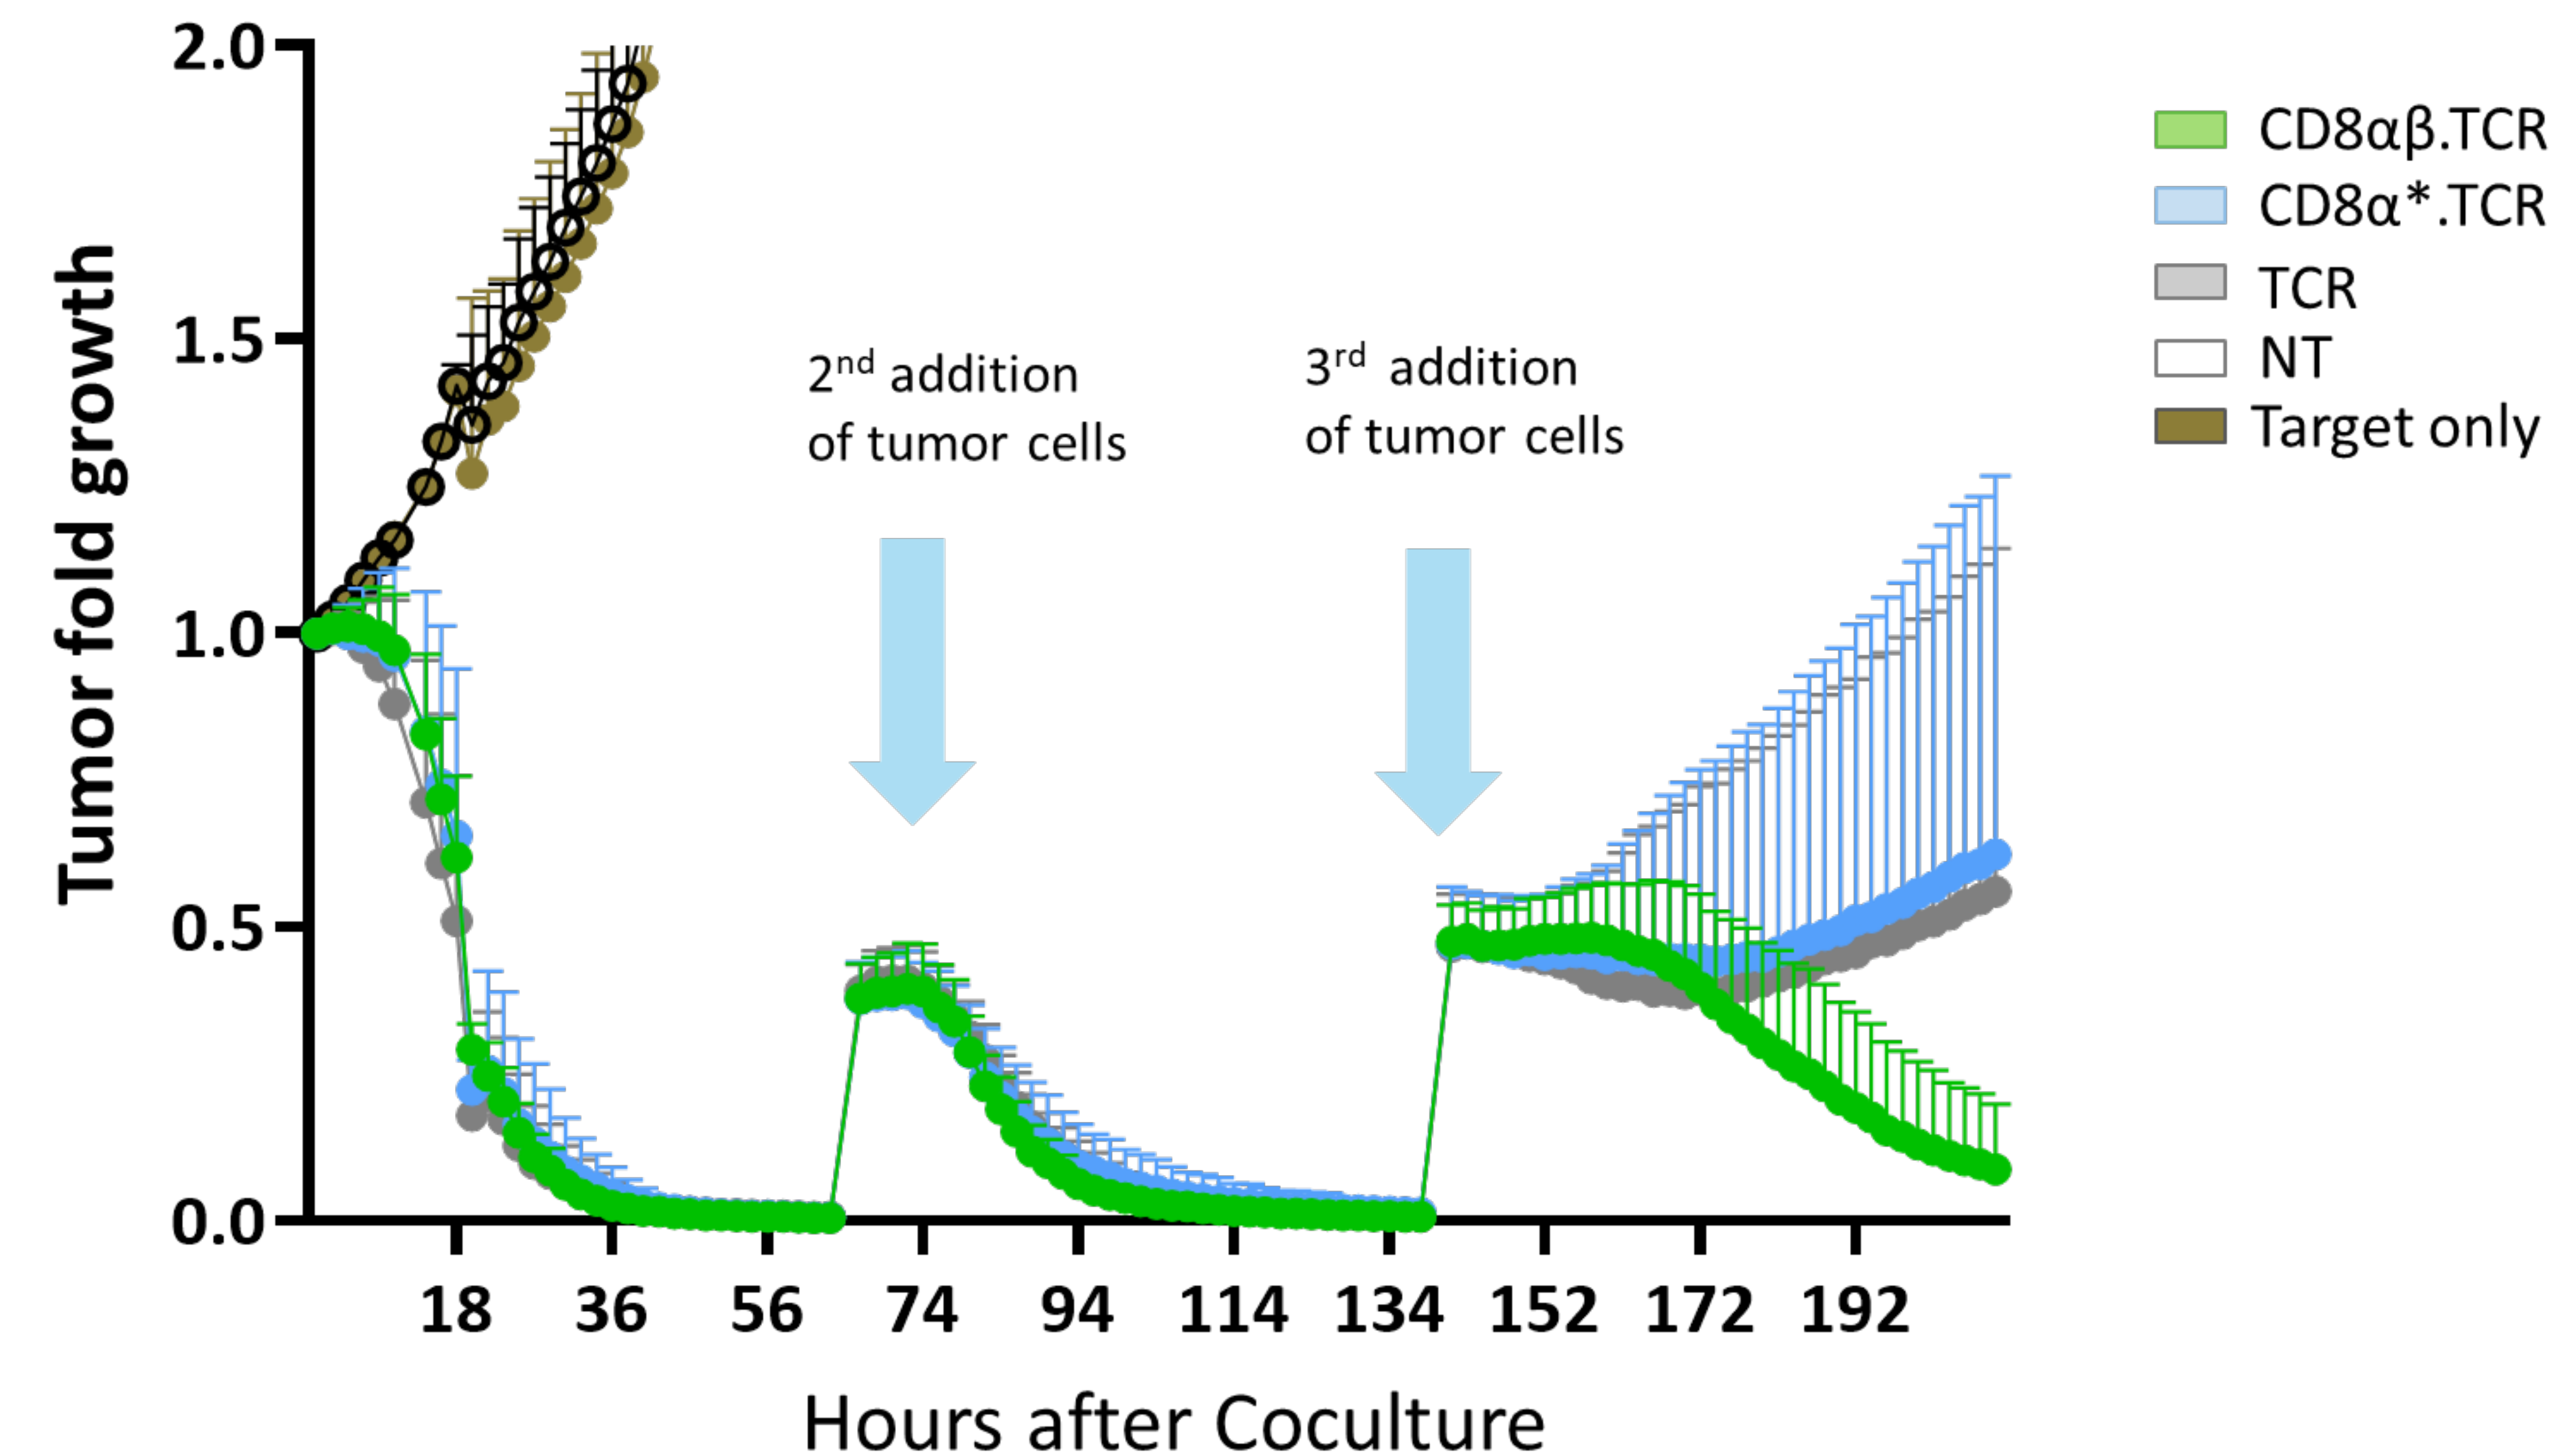 Tumor fold growth
2.0
1.5
1.0
0.5
0.0
2nd addition
of tumor cells
3rd addition
of tumor cells
CD8αβ.TCR
CD8α*.TCR
TCR
NT
Target only
18 36 56 74 94 114 134 152 172 192
Hours after Coculture